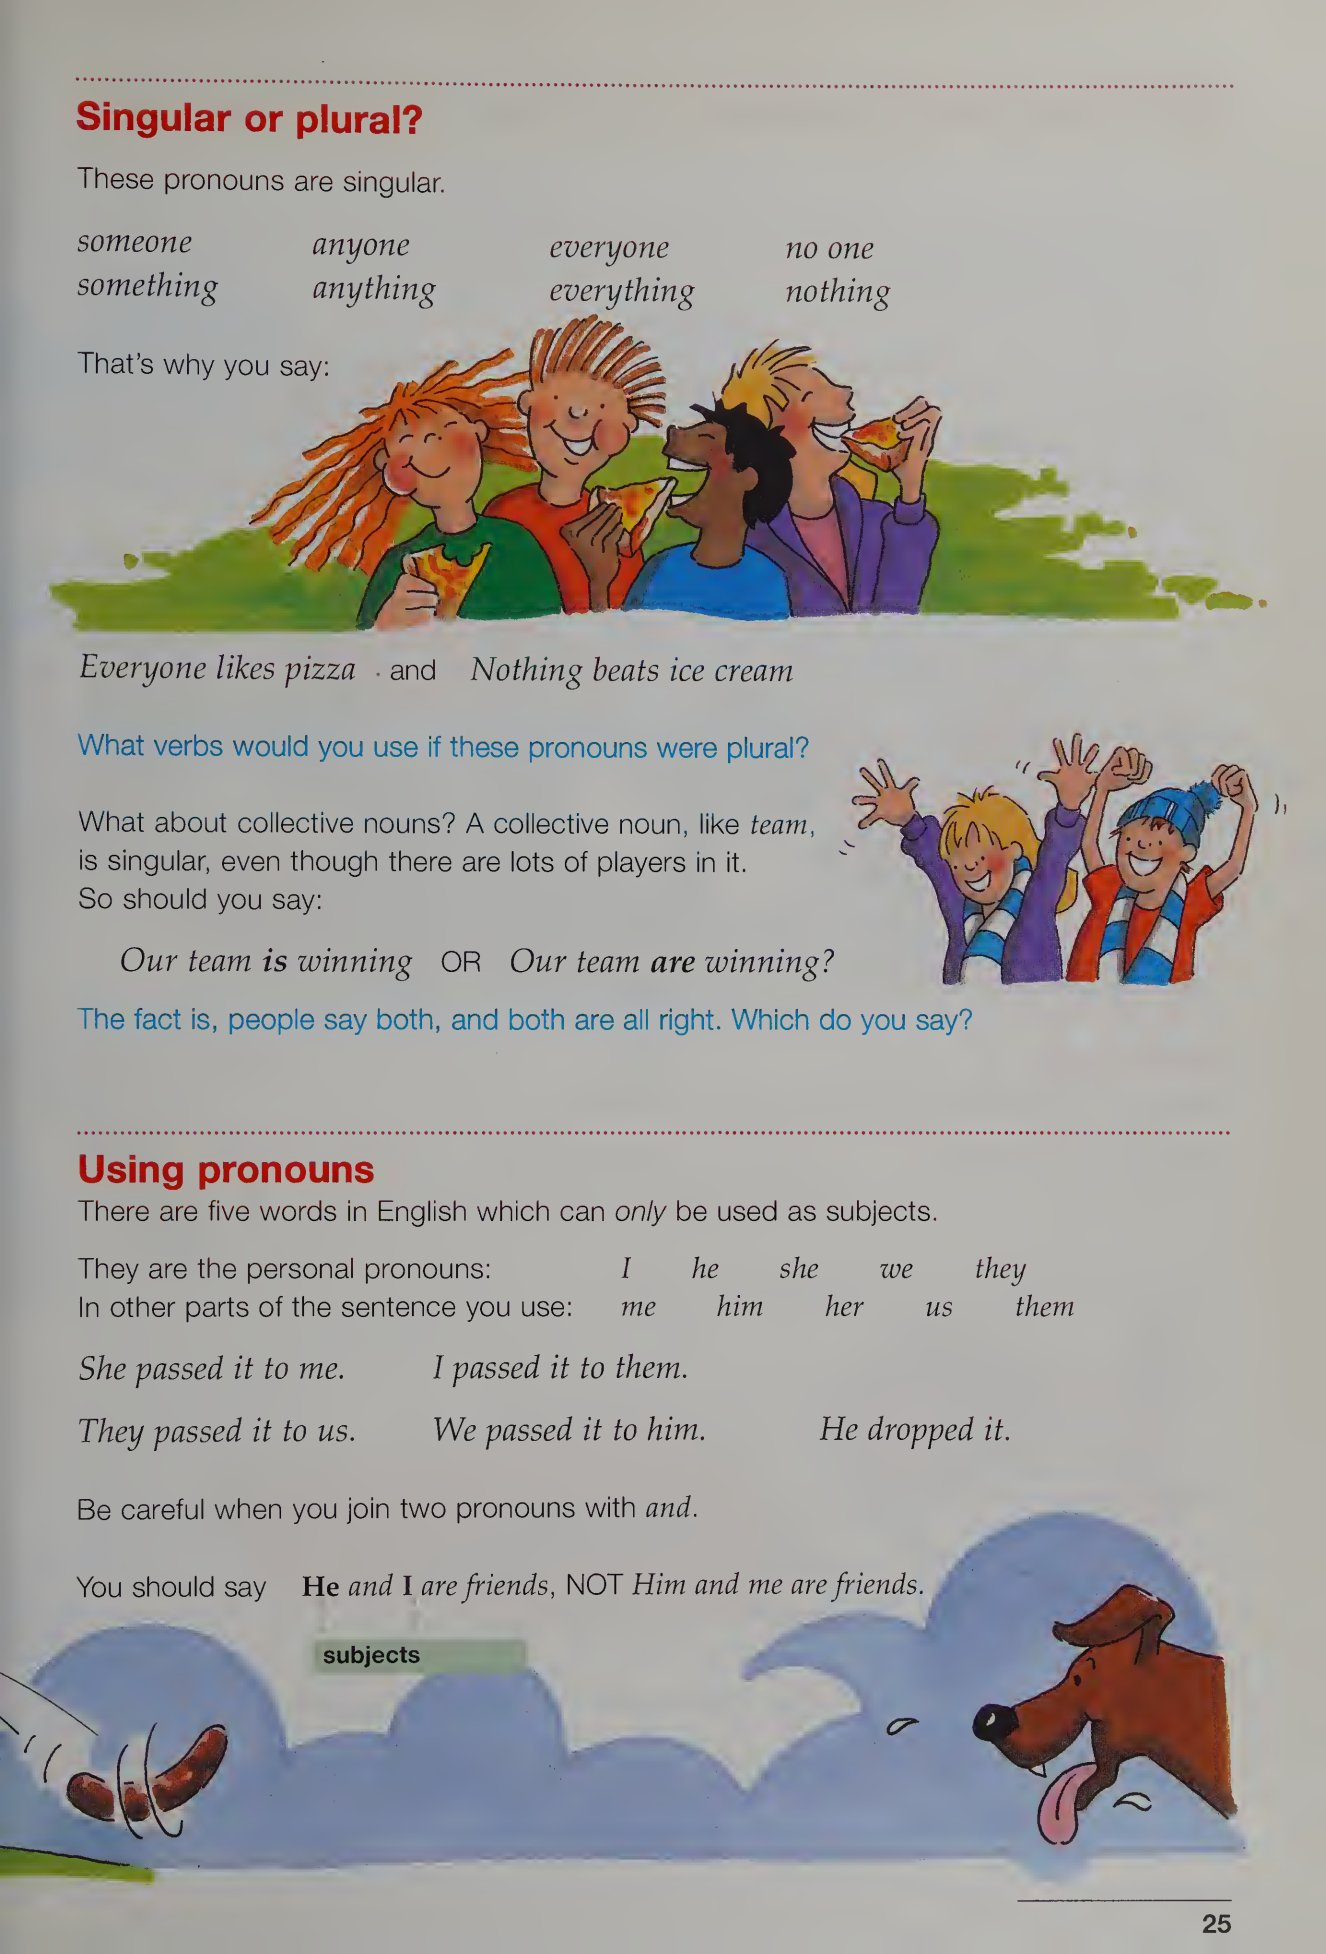 Singular or plural?
These pronouns are singular.
someone anyone everyone no one
something anything everything nothing
That's why you say:
Everyone likes pizza and Nothing beats ice cream
What verbs would you use if these pronouns were plural?
What about collective nouns? A collective noun, like team,
is singular, even though there are lots of players in it.
So should you say:
Our team is winning OR Our team are winning?
The fact is, people say both, and both are all right. Which do you say?
Using pronouns
There are five words in English which can only be used as subjects.
They are the personal pronouns: I he she we they
In other parts of the sentence you use: me him her us them
She passed it to me. I passed it to them.
They passed it to us. We passed it to him. He dropped it.
Be careful when you join two pronouns with and.
You should say He and I are friends, NOT Him and me are friends.
subjects
25